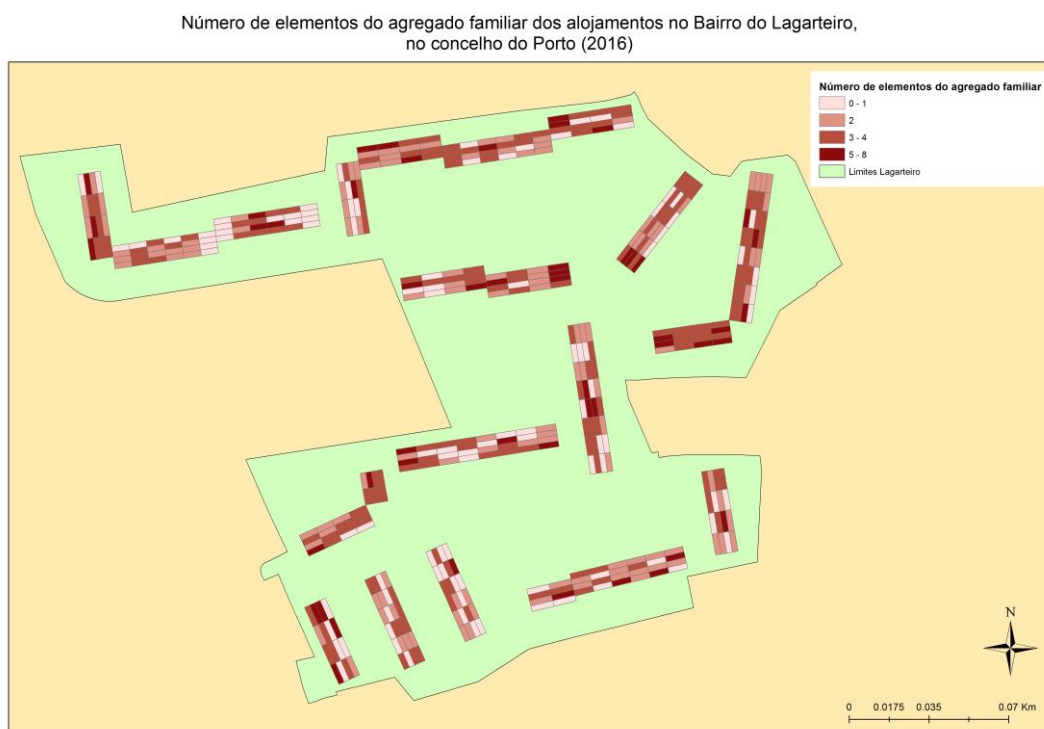 Número de elementos do agregado familiar dos alojamentos no Bairro do Lagarteiro,
no concelho do Porto (2016)
Número de elementos do agregado familiar
0 - 1
2
3 - 4
5 - 8
Limites Lagarteiro
N
0 0.0175 0.035 0.07 Km